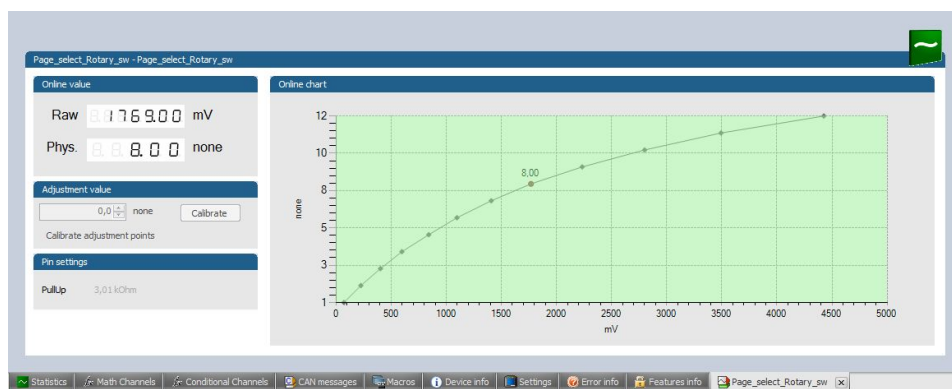 Page_select_Rotary_sw - Page_select_Rotary_sw
Online value
Raw 1769.00 mV
Phys. 8.00 none
Adjustment value
0,0 none Calibrate
Calibrate adjustment points
Pin settings
PullUp 3,01 kOhm
Online chart
12
10
8
5
3
1
none
8,00
0 500 1000 1500 2000 2500 3000 3500 4000 4500 5000
mV
Statistics Math Channels Conditional Channels CAN messages Macros Device info Settings Error info Features info Page_select_Rotary_sw x